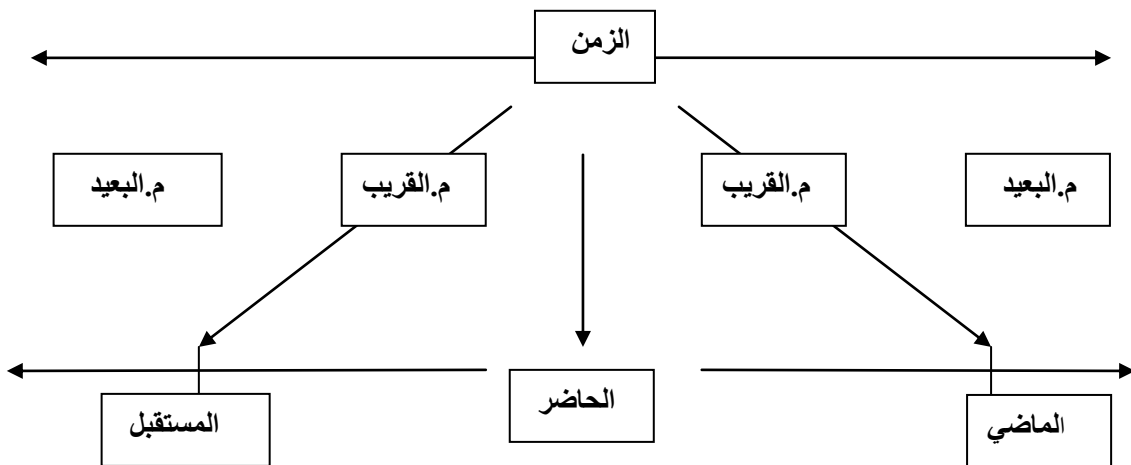 الزمن
م.البعيد
م.القريب
م.القريب
م.البعيد
الماضي
الحاضر
المستقبل